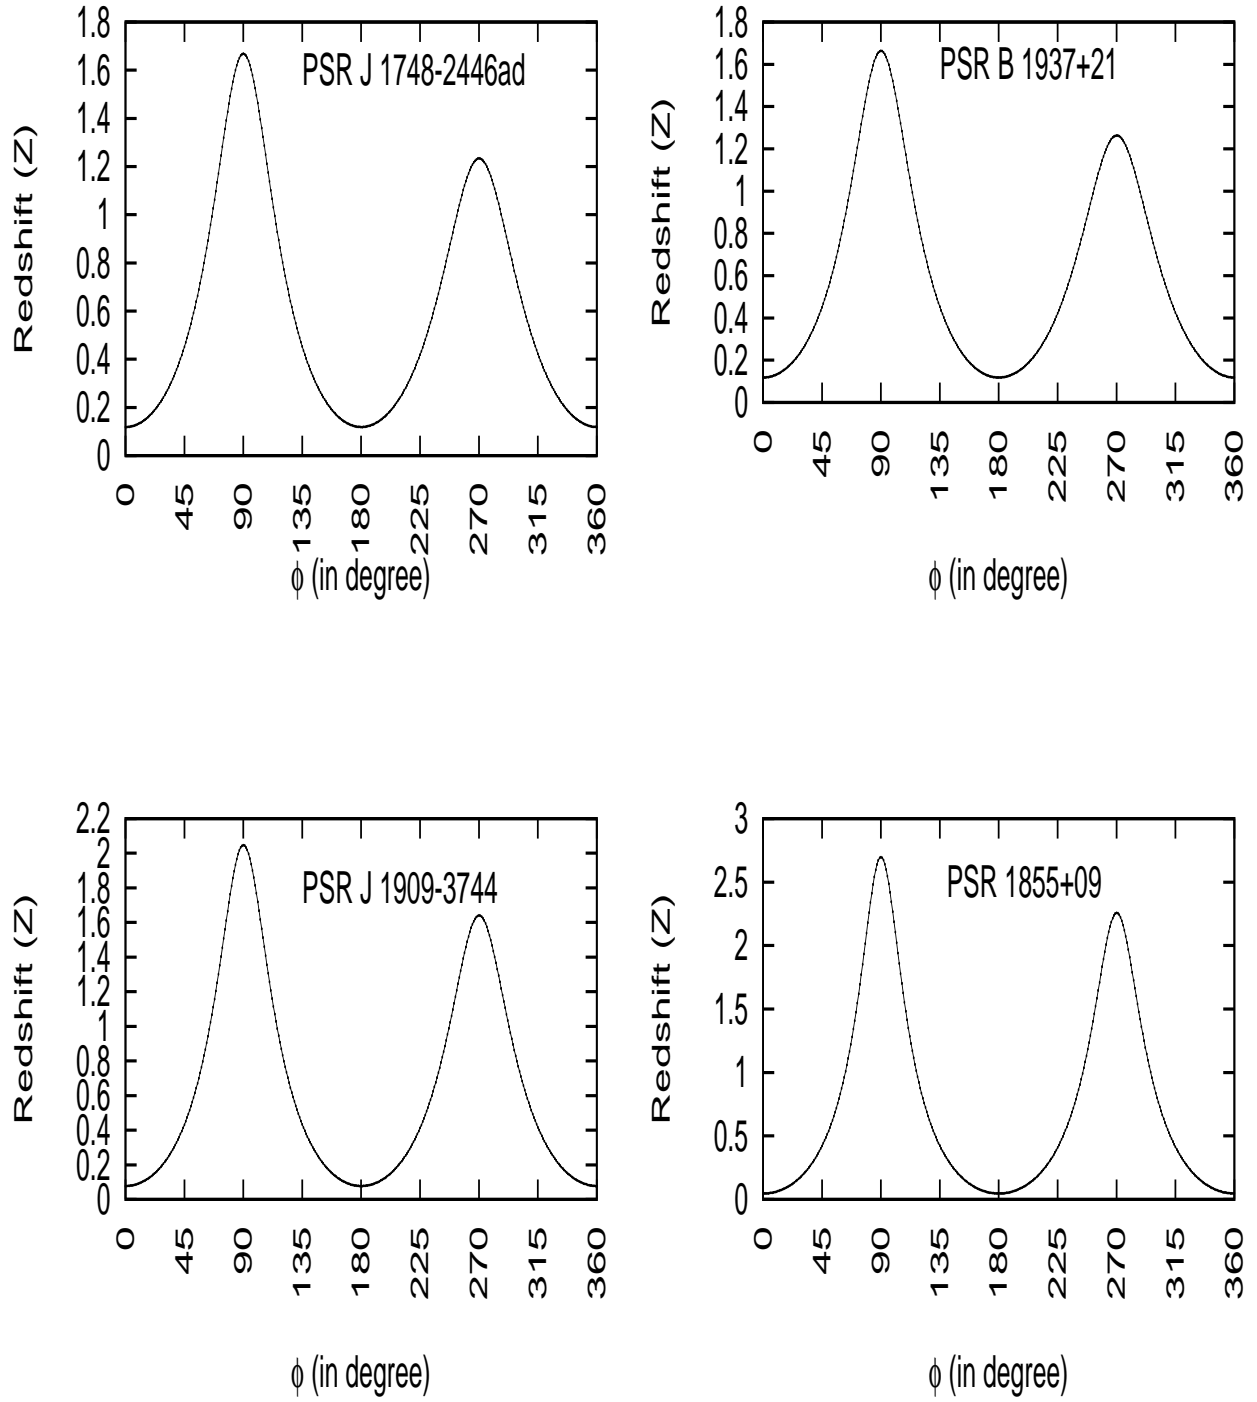 PSR J 1748-2446ad
Redshift (Z)
1.8
1.6
1.4
1.2
1
0.8
0.6
0.4
0.2
0
0 45 90 135 180 225 270 315 360
ϕ (in degree)
PSR B 1937+21
Redshift (Z)
1.8
1.6
1.4
1.2
1
0.8
0.6
0.4
0.2
0
0 45 90 135 180 225 270 315 360
ϕ (in degree)
PSR J 1909-3744
Redshift (Z)
2.2
2
1.8
1.6
1.4
1.2
1
0.8
0.6
0.4
0.2
0
0 45 90 135 180 225 270 315 360
ϕ (in degree)
PSR 1855+09
Redshift (Z)
3
2.5
2
1.5
1
0.5
0
0 45 90 135 180 225 270 315 360
ϕ (in degree)